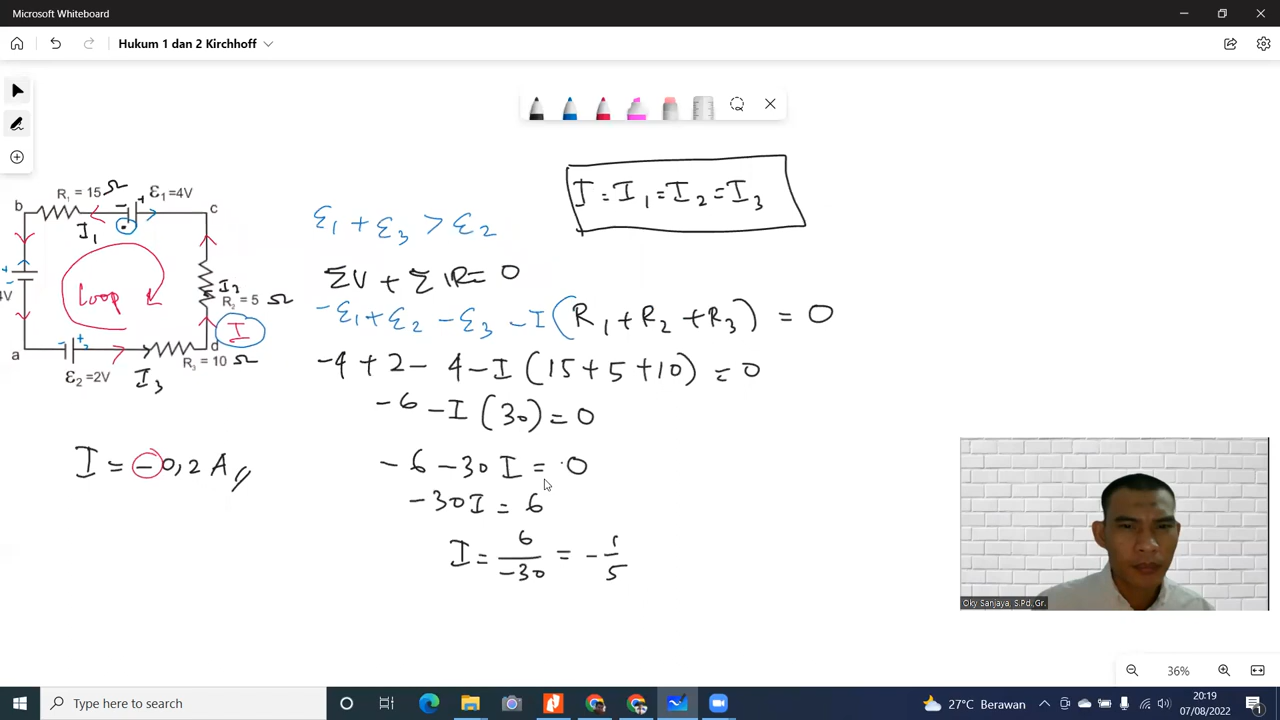 Microsoft Whiteboard
Hukum 1 dan 2 Kirchhoff
I = I1 = I2 = I3
R1 = 15 Ω
ε1=4V
b
c
I1
ε1 + ε3 > ε2
ΣV + ΣIR = 0
4V
Loop
I2
R2 = 5 Ω
I
-ε1 + ε2 - ε3 - I (R1 + R2 + R3) = 0
a
d
ε2 =2V
I3
R3 = 10 Ω
-4 + 2 - 4 - I (15 + 5 + 10) = 0
-6 - I (30) = 0
I = -0,2 A //
-6 - 30 I = 0
-30I = 6
I = 6/-30 = - 1/5
Oky Sanjaya, S.Pd.,Gr.
36%
Type here to search
27°C Berawan
20:19
07/08/2022